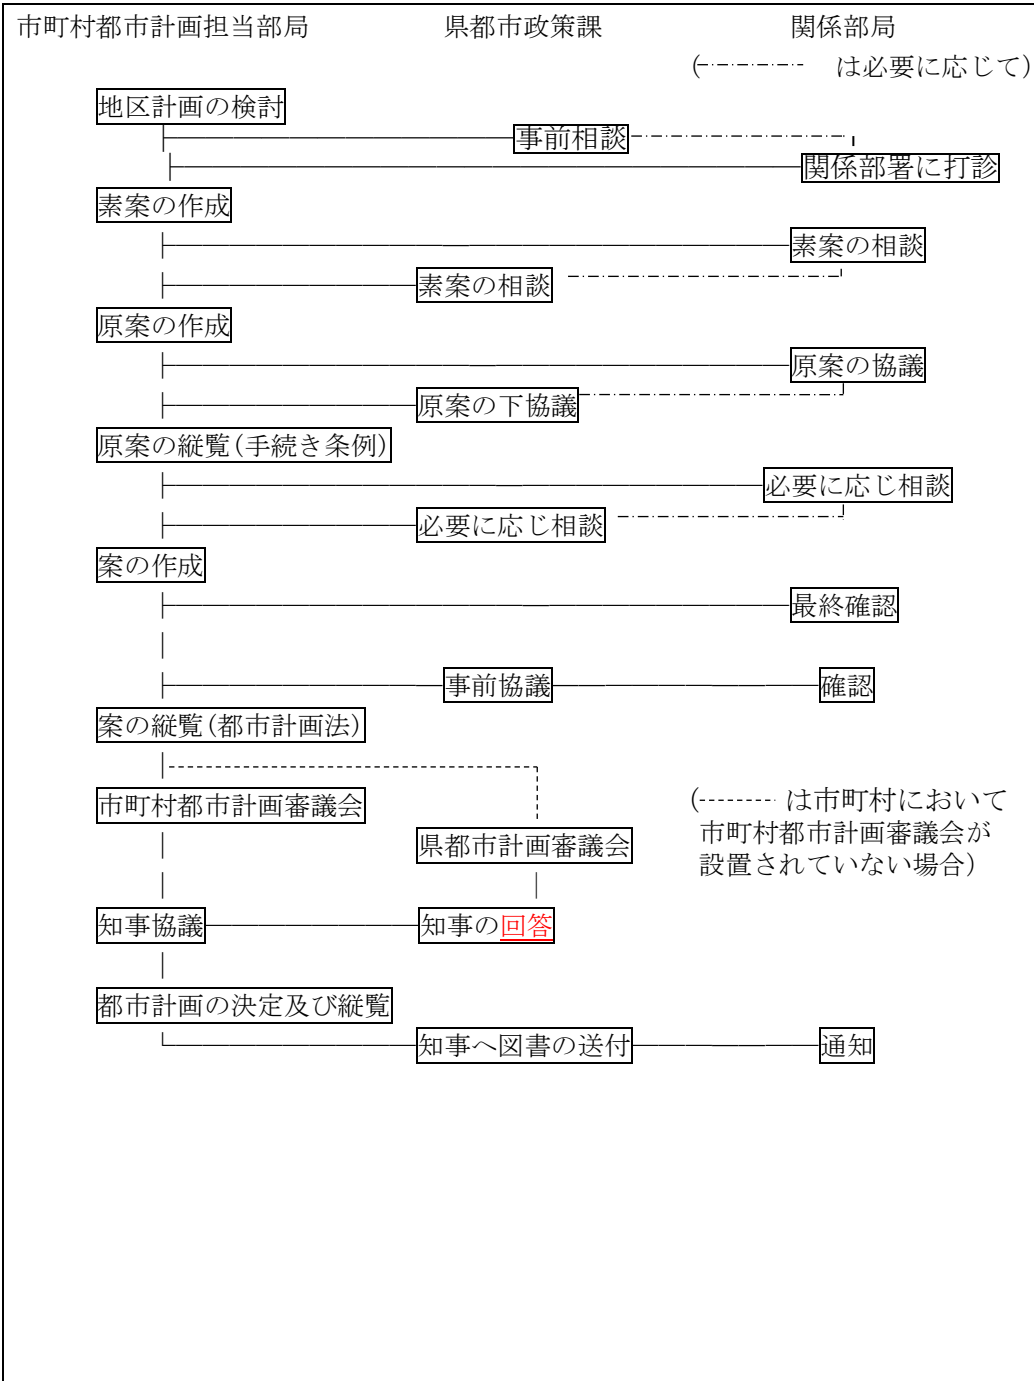 市町村都市計画担当部局 県都市政策課 関係部局
( は必要に応じて)
地区計画の検討
事前相談
関係部署に打診
素案の作成
素案の相談
素案の相談
原案の作成
原案の協議
原案の下協議
原案の縦覧(手続き条例)
必要に応じ相談
必要に応じ相談
案の作成
最終確認
事前協議 確認
案の縦覧(都市計画法)
市町村都市計画審議会 ( は市町村において
市町村都市計画審議会が
県都市計画審議会
設置されていない場合)
知事協議 知事の回答
都市計画の決定及び縦覧
知事へ図書の送付 通知